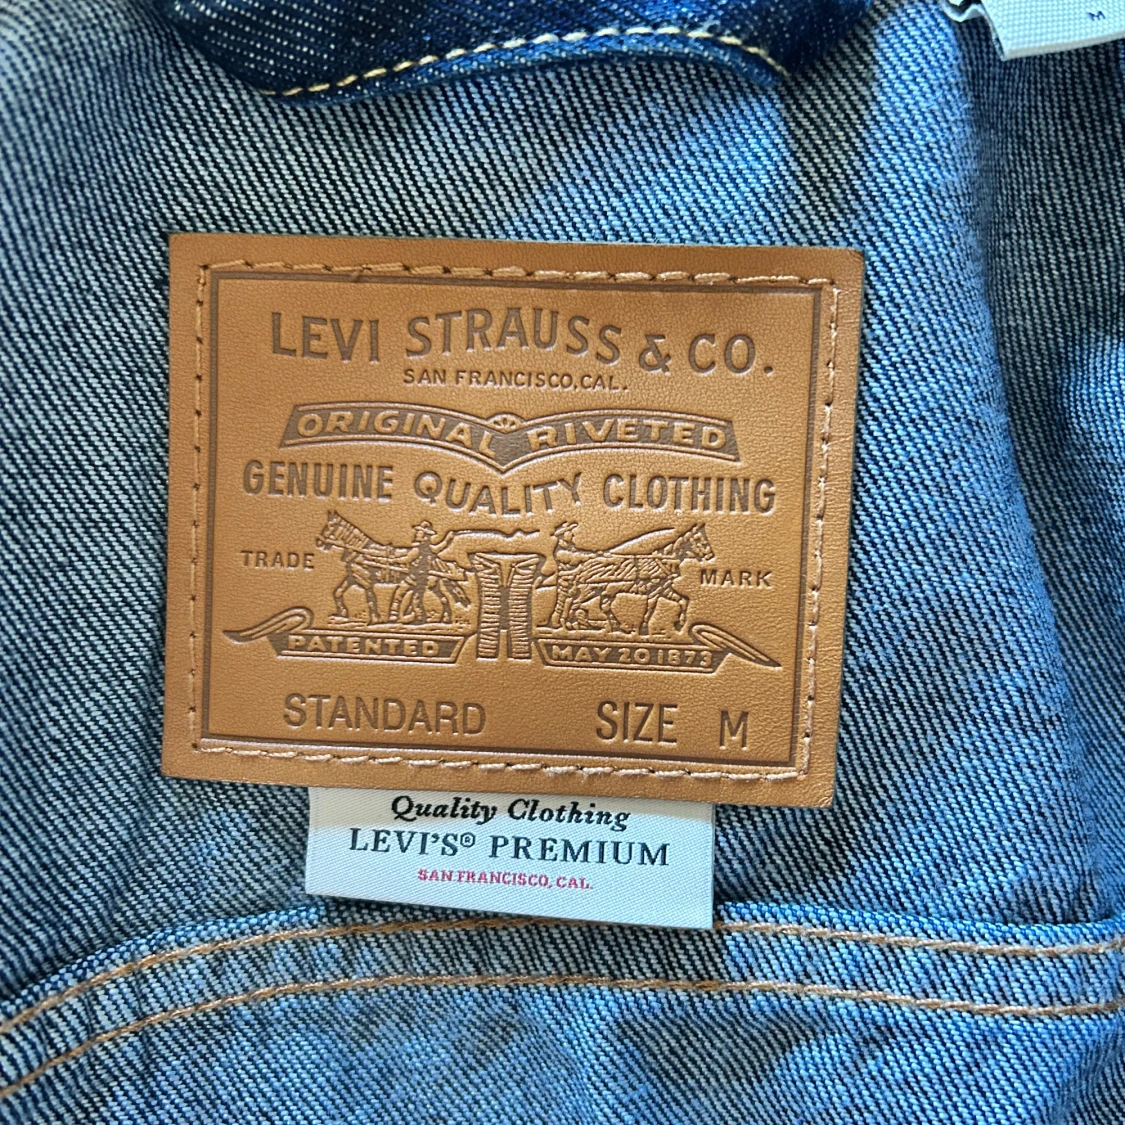 M
LEVI STRAUSS & CO.
SAN FRANCISCO, CAL.
ORIGINAL RIVETED
GENUINE QUALITY CLOTHING
TRADE MARK
PATENTED MAY 20 1873
STANDARD SIZE M
Quality Clothing
LEVI'S® PREMIUM
SAN FRANCISCO, CAL.